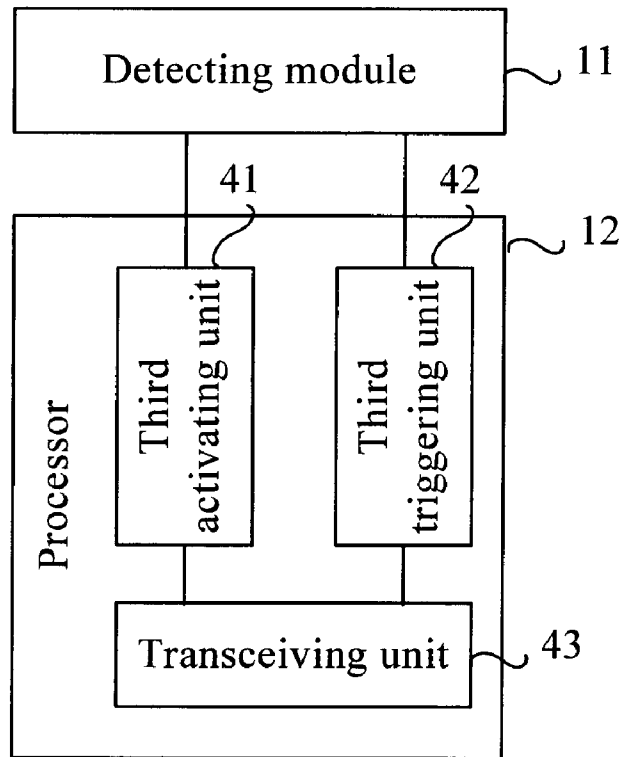 Detecting module
11
41
42
12
Third
activating unit
Third
triggering unit
Processor
Transceiving unit
43